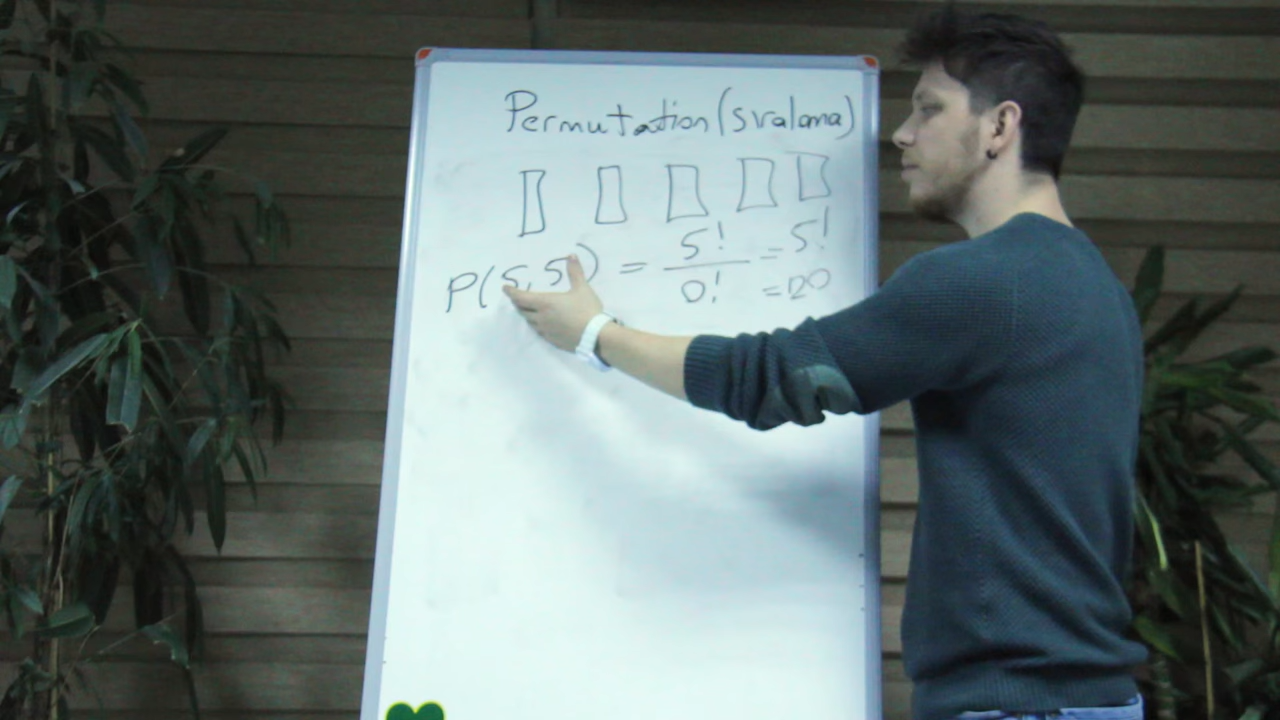 Permutation (sıralama)
P(5,5) = 5!/0! = 5!
= 120